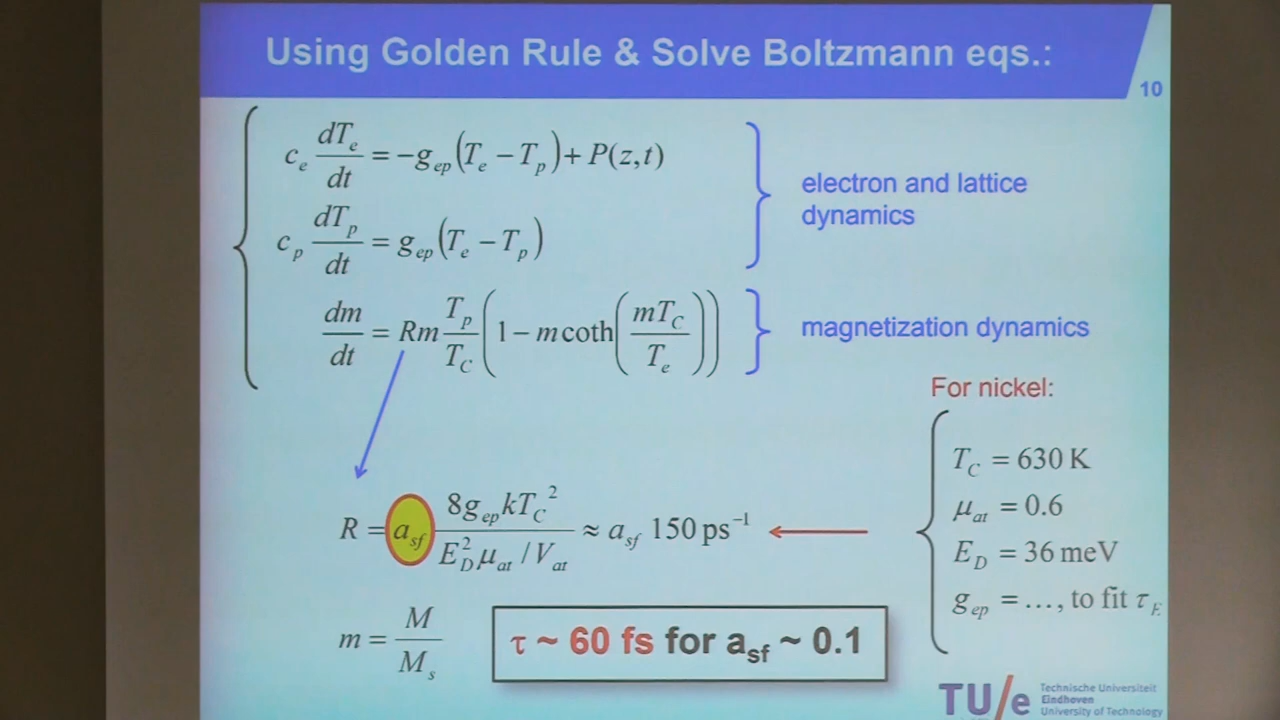 Using Golden Rule & Solve Boltzmann eqs.:
10
c_e dT_e/dt = −g_ep(T_e − T_p) + P(z,t)
c_p dT_p/dt = g_ep(T_e − T_p)
electron and lattice
dynamics
dm/dt = Rm T_p/T_C (1 − m coth(mT_C/T_e))
magnetization dynamics
For nickel:
T_C = 630 K
μ_at = 0.6
E_D = 36 meV
g_ep = ..., to fit τ_E
R = a_sf 8g_ep kT_C^2 / E_D^2 μ_at / V_at ≈ a_sf 150 ps^−1
m = M/M_s
τ ~ 60 fs for a_sf ~ 0.1
TU/e
Technische Universiteit
Eindhoven
University of Technology